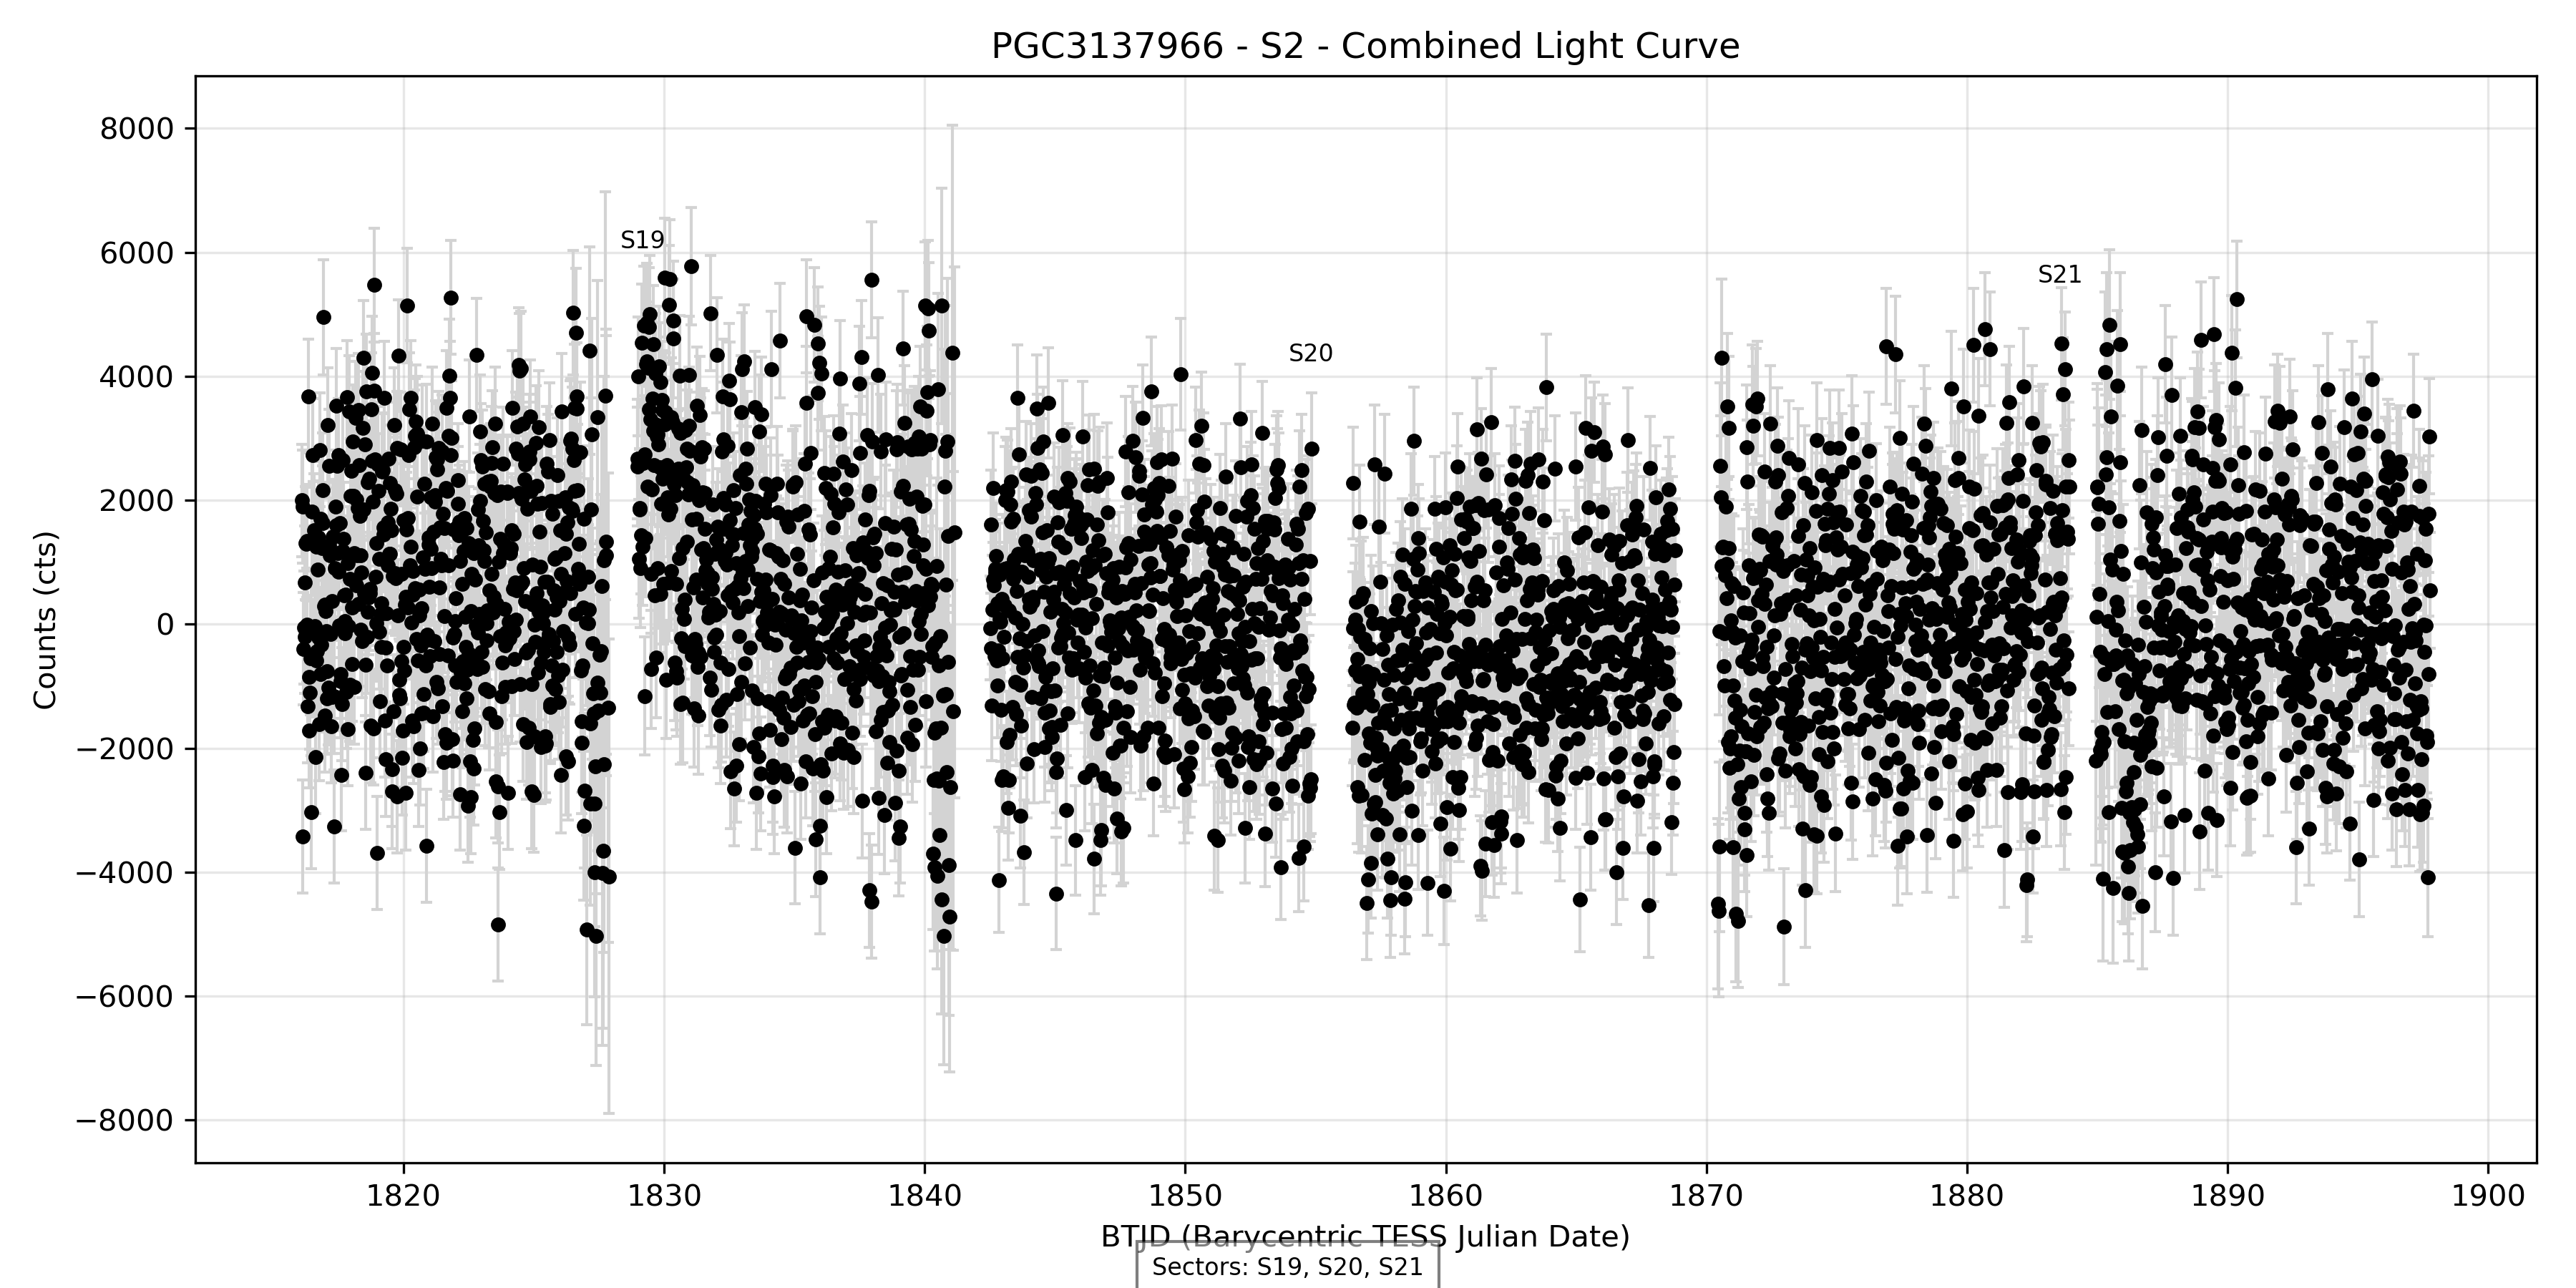 PGC3137966 - S2 - Combined Light Curve
8000
6000
4000
2000
0
−2000
−4000
−6000
−8000
Counts (cts)
S19
S20
S21
1820 1830 1840 1850 1860 1870 1880 1890 1900
BTJD (Barycentric TESS Julian Date)
Sectors: S19, S20, S21